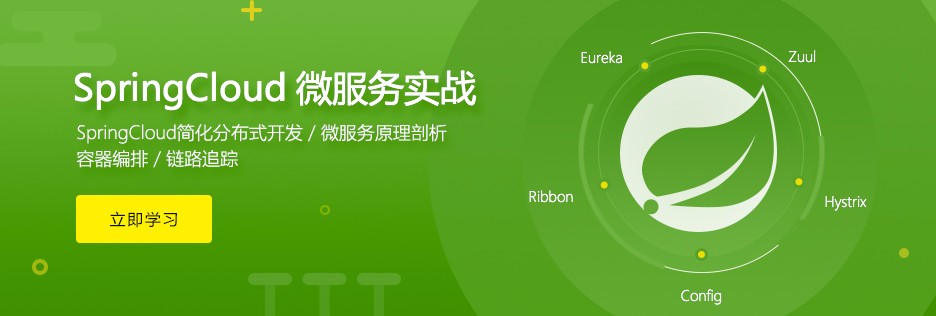 SpringCloud 微服务实战
SpringCloud简化分布式开发 / 微服务原理剖析
容器编排 / 链路追踪
立即学习
Eureka
Zuul
Ribbon
Hystrix
Config